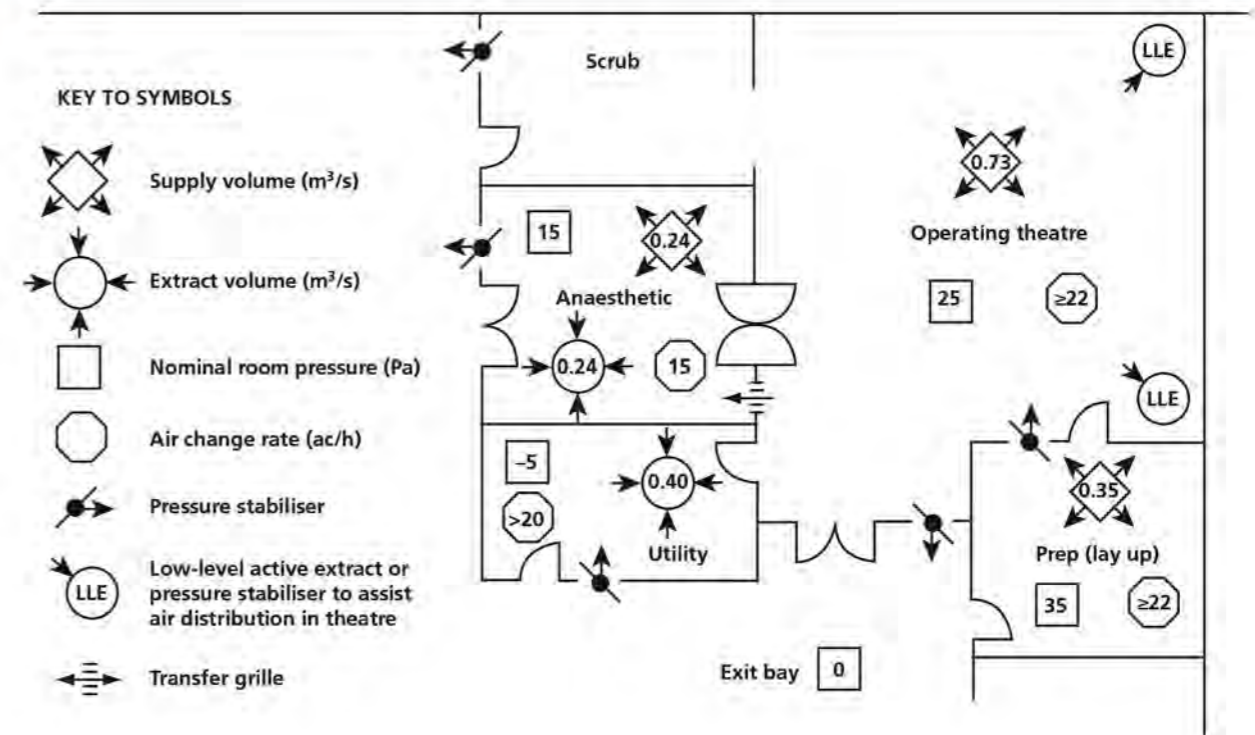 KEY TO SYMBOLS
Supply volume (m³/s)
Extract volume (m³/s)
Nominal room pressure (Pa)
Air change rate (ac/h)
Pressure stabiliser
LLE
Low-level active extract or
pressure stabiliser to assist
air distribution in theatre
Transfer grille
Scrub
15
0.24
Anaesthetic
0.24
15
–5
0.40
>20
Utility
LLE
0.73
Operating theatre
25
≥22
LLE
0.35
Prep (lay up)
35
≥22
Exit bay
0